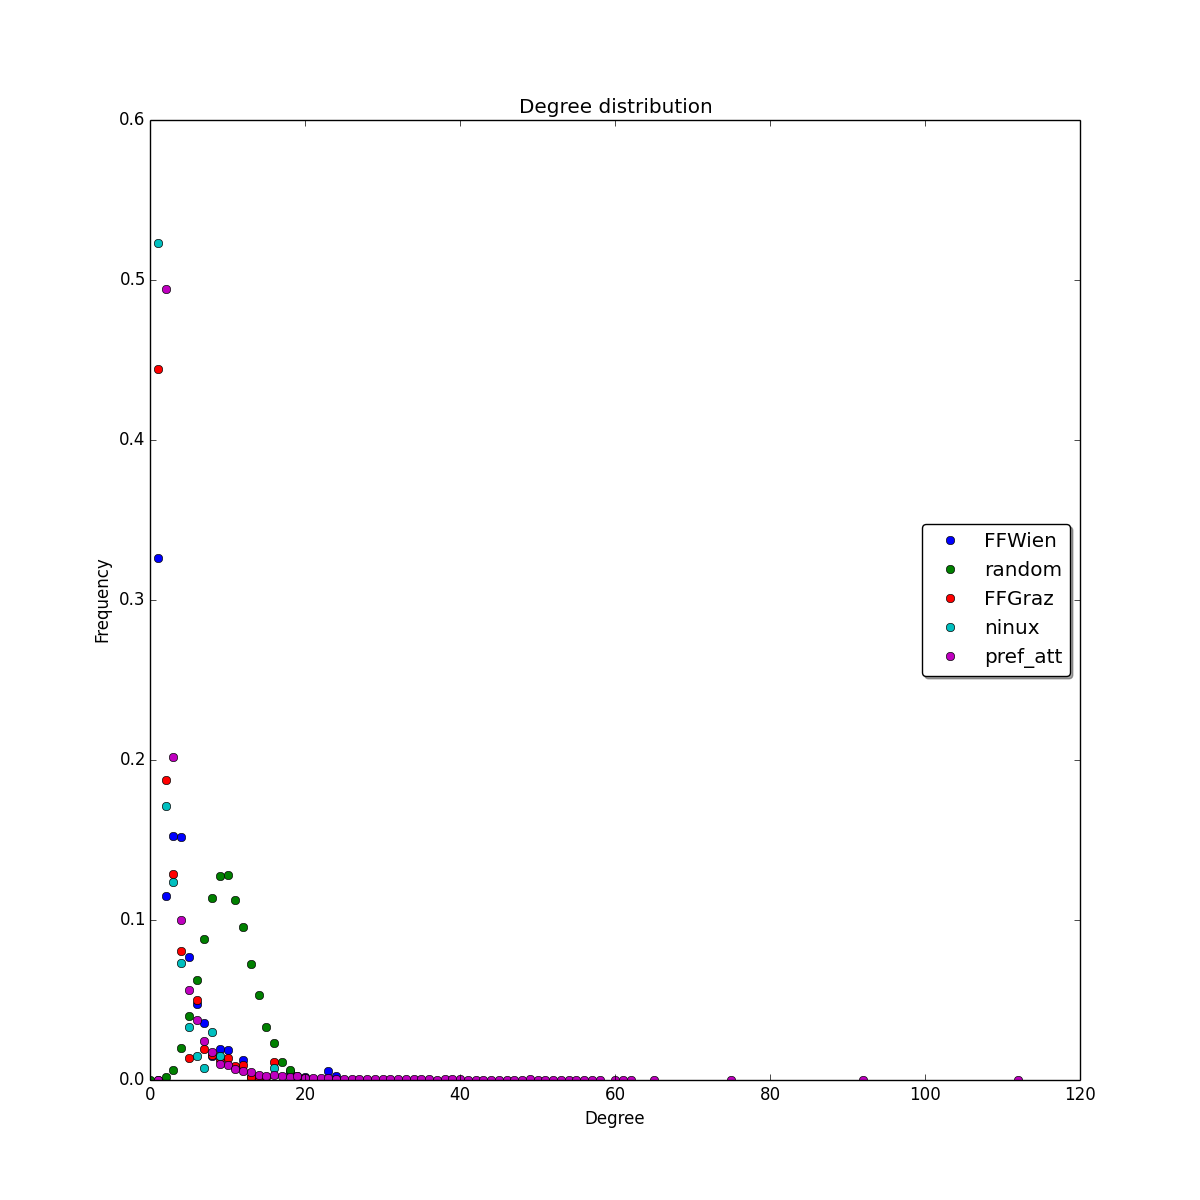 Degree distribution
0.6
0.5
0.4
0.3
0.2
0.1
0.0
Frequency
0 20 40 60 80 100 120
Degree
FFWien
random
FFGraz
ninux
pref_att